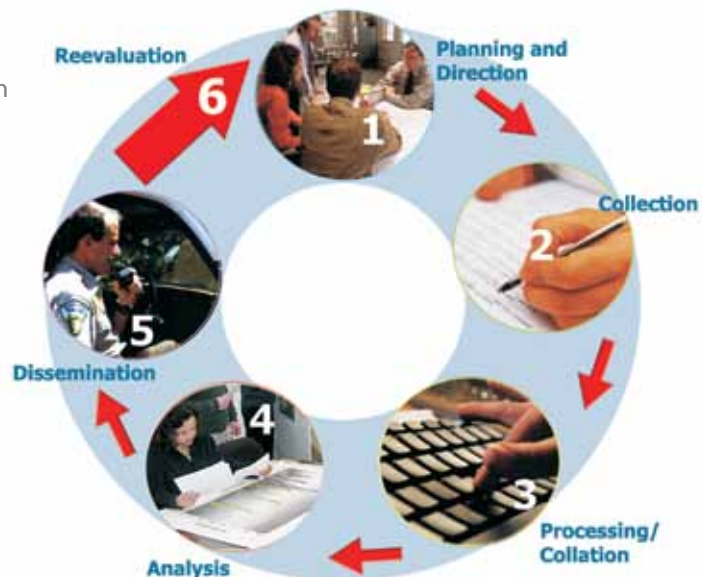 Reevaluation
6
n
1
Planning and
Direction
2
Collection
3
Processing/
Collation
4
Analysis
5
Dissemination